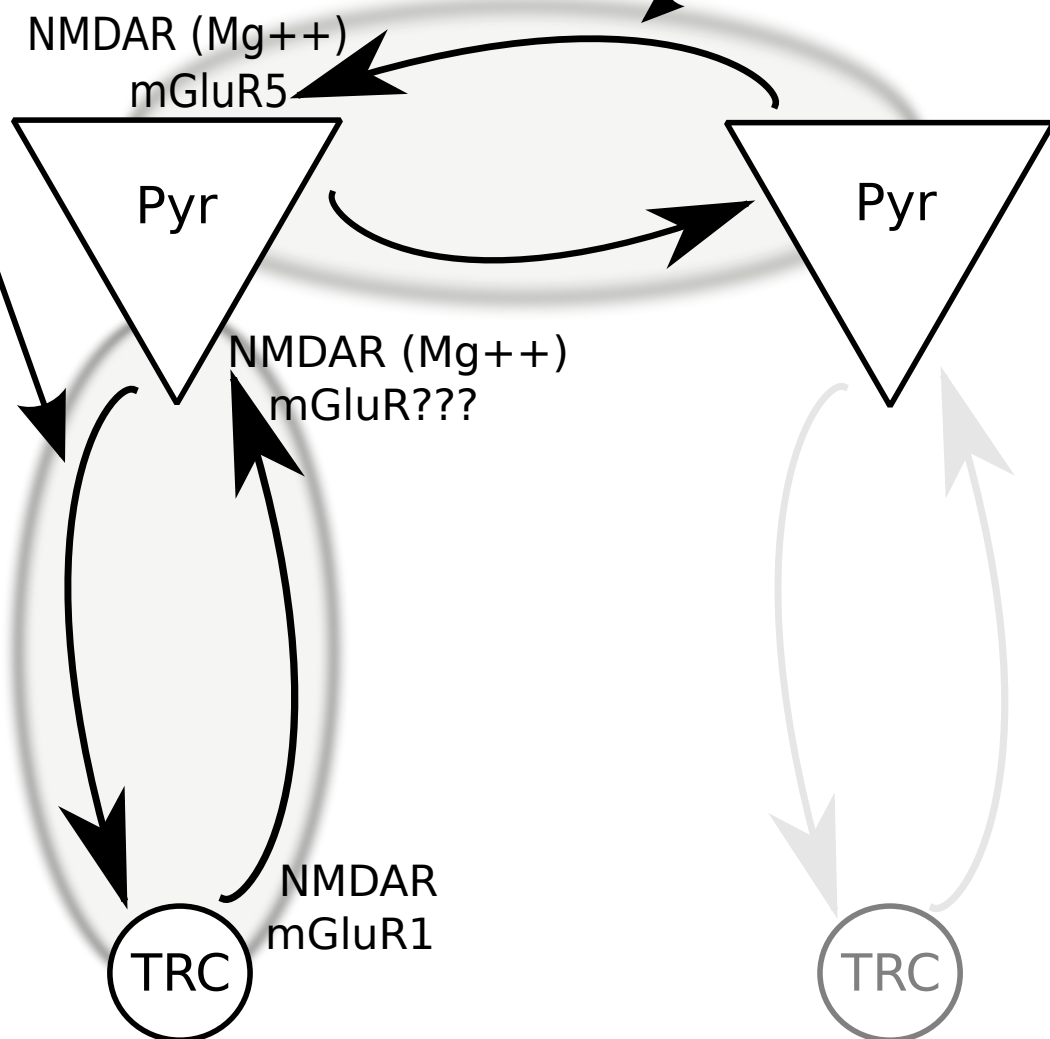 NMDAR (Mg++)
mGluR5
Pyr
Pyr
NMDAR (Mg++)
mGluR???
NMDAR
mGluR1
TRC
TRC